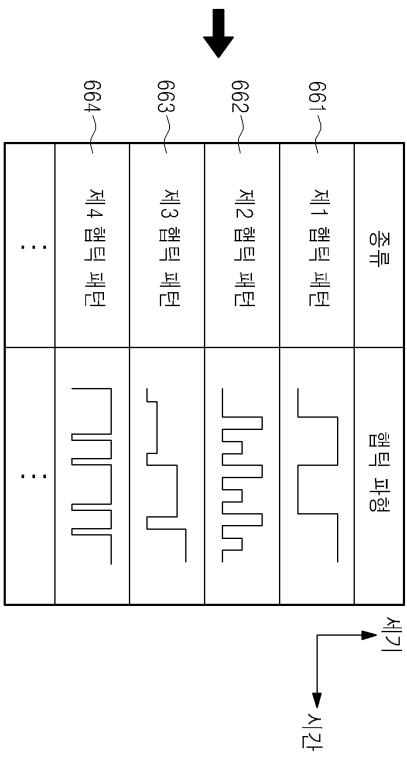 종류
햅틱 파형
661
제1 햅틱 패턴
662
제2 햅틱 패턴
663
제3 햅틱 패턴
664
제4 햅틱 패턴
...
...
세기
시간